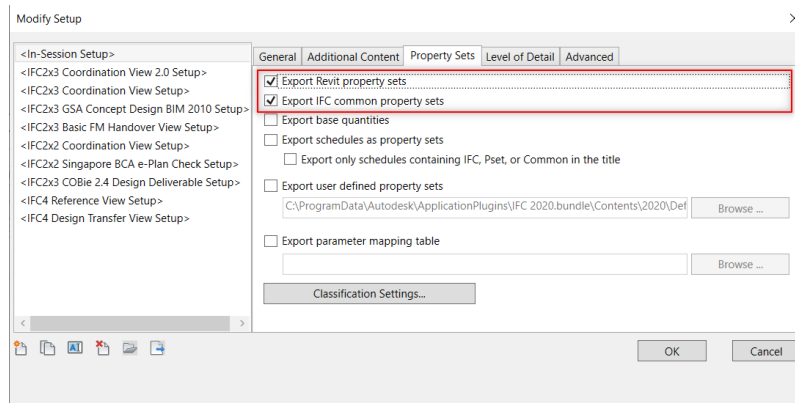 Modify Setup
<In-Session Setup>
<IFC2x3 Coordination View 2.0 Setup>
<IFC2x3 Coordination View Setup>
<IFC2x3 GSA Concept Design BIM 2010 Setup>
<IFC2x3 Basic FM Handover View Setup>
<IFC2x2 Coordination View Setup>
<IFC2x2 Singapore BCA e-Plan Check Setup>
<IFC2x3 COBie 2.4 Design Deliverable Setup>
<IFC4 Reference View Setup>
<IFC4 Design Transfer View Setup>
General Additional Content Property Sets Level of Detail Advanced
Export Revit property sets
Export IFC common property sets
Export base quantities
Export schedules as property sets
Export only schedules containing IFC, Pset, or Common in the title
Export user defined property sets
C:\ProgramData\Autodesk\ApplicationPlugins\IFC 2020.bundle\Contents\2020\Def Browse ...
Export parameter mapping table
Browse ...
Classification Settings...
OK Cancel